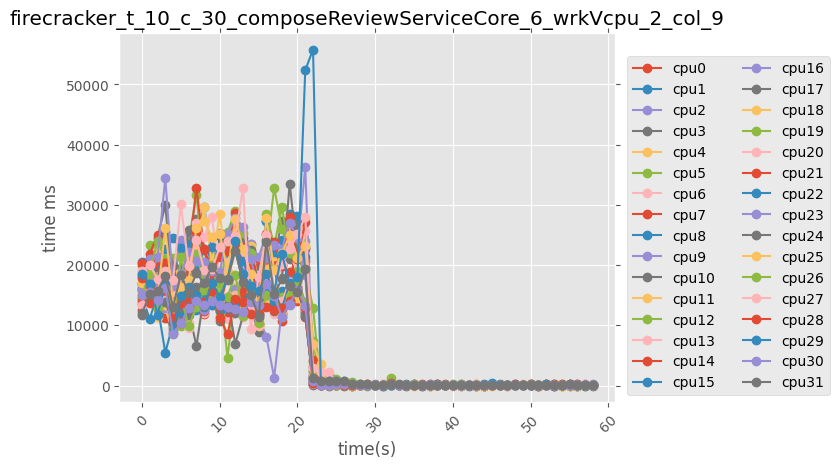 firecracker_t_10_c_30_composeReviewServiceCore_6_wrkVcpu_2_col_9
time ms
50000
40000
30000
20000
10000
0
0
10
20
30
40
50
60
time(s)
cpu0
cpu1
cpu2
cpu3
cpu4
cpu5
cpu6
cpu7
cpu8
cpu9
cpu10
cpu11
cpu12
cpu13
cpu14
cpu15
cpu16
cpu17
cpu18
cpu19
cpu20
cpu21
cpu22
cpu23
cpu24
cpu25
cpu26
cpu27
cpu28
cpu29
cpu30
cpu31